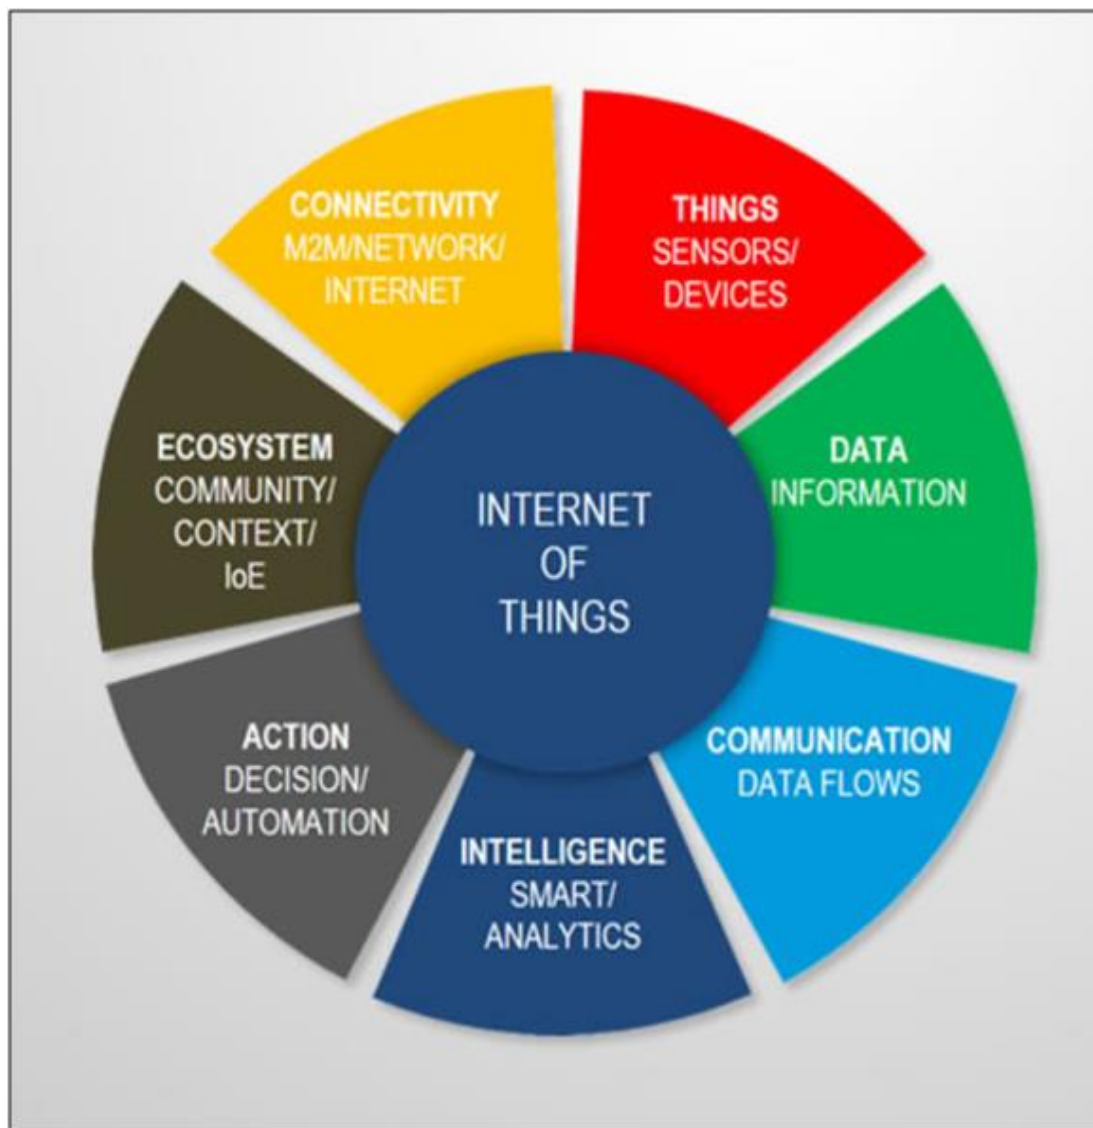 CONNECTIVITY
M2M/NETWORK/
INTERNET
THINGS
SENSORS/
DEVICES
DATA
INFORMATION
COMMUNICATION
DATA FLOWS
INTELLIGENCE
SMART/
ANALYTICS
ACTION
DECISION/
AUTOMATION
ECOSYSTEM
COMMUNITY/
CONTEXT/
IoE
INTERNET
OF
THINGS